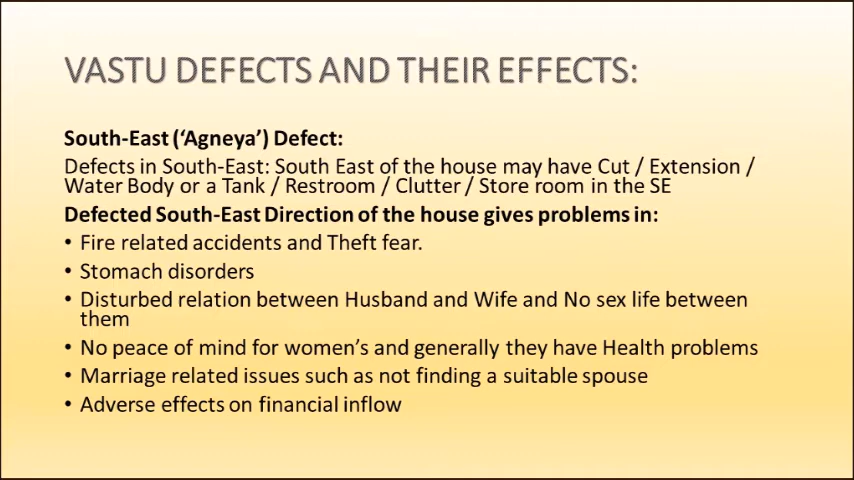 VASTU DEFECTS AND THEIR EFFECTS:
South-East (‘Agneya’) Defect:
Defects in South-East: South East of the house may have Cut / Extension /
Water Body or a Tank / Restroom / Clutter / Store room in the SE
Defected South-East Direction of the house gives problems in:
• Fire related accidents and Theft fear.
• Stomach disorders
• Disturbed relation between Husband and Wife and No sex life between
them
• No peace of mind for women’s and generally they have Health problems
• Marriage related issues such as not finding a suitable spouse
• Adverse effects on financial inflow